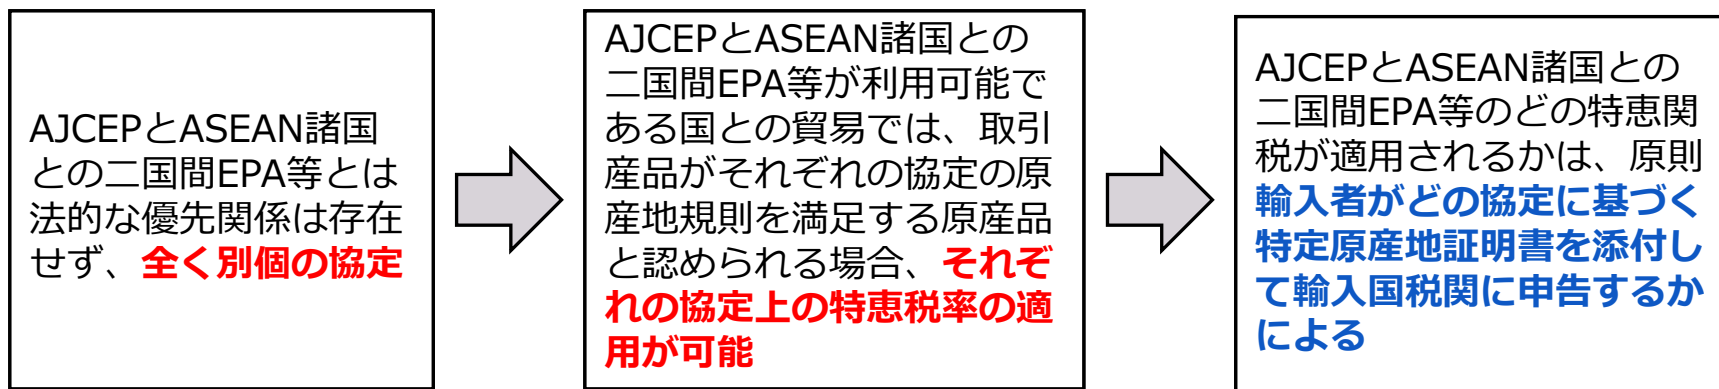 AJCEPとASEAN諸国
との二国間EPA等とは
法的な優先関係は存在
せず、全く別個の協定
AJCEPとASEAN諸国との
二国間EPA等が利用可能で
ある国との貿易では、取引
産品がそれぞれの協定の原
産地規則を満足する原産品
と認められる場合、それぞ
れの協定上の特恵税率の適
用が可能
AJCEPとASEAN諸国との
二国間EPA等のどの特恵関
税が適用されるかは、原則
輸入者がどの協定に基づく
特定原産地証明書を添付し
て輸入国税関に申告するか
による